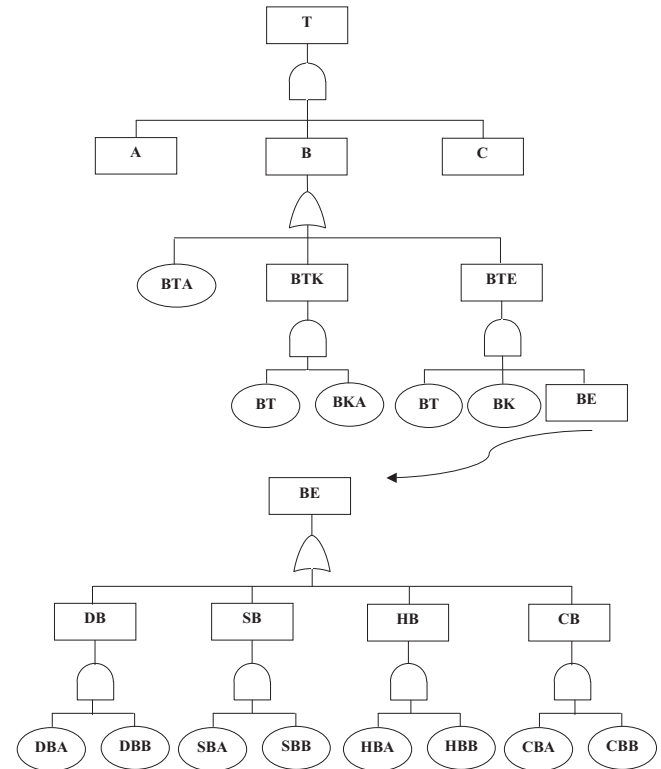 T
A B C
BTA BTK BTE
BT BKA BT BK BE
BE
DB SB HB CB
DBA DBB SBA SBB HBA HBB CBA CBB